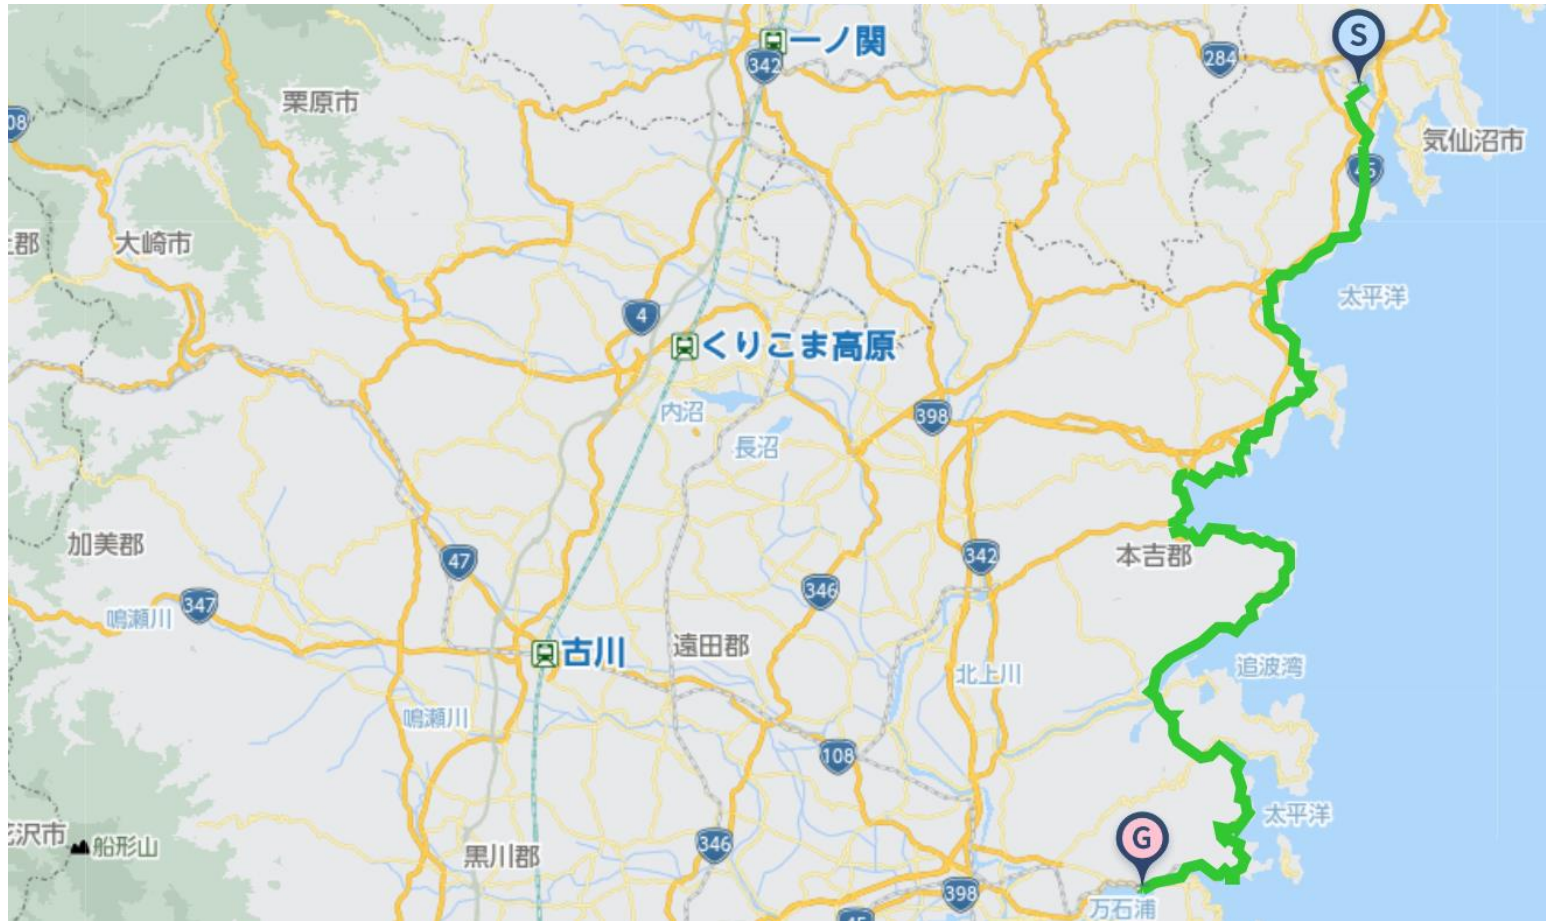 一ノ関
342
S
284
栗原市
08
気仙沼市
45
郡
大崎市
太平洋
4
くりこま高原
内沼
398
長沼
加美郡
47
342
本吉郡
346
347
鳴瀬川
古川
遠田郡
北上川
追波湾
鳴瀬川
108
太平洋
沢市
船形山
黒川郡
346
G
398
万石浦
45